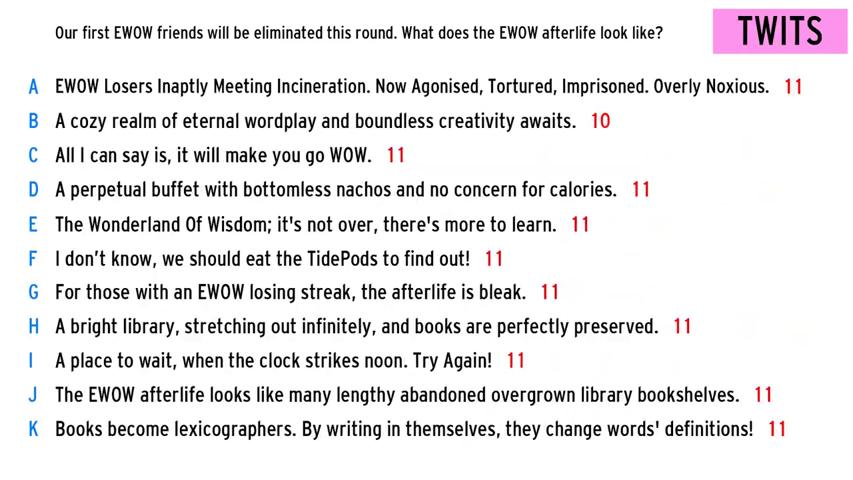 Our first EWOW friends will be eliminated this round. What does the EWOW afterlife look like?
TWITS
A EWOW Losers Inaptly Meeting Incineration. Now Agonised, Tortured, Imprisoned. Overly Noxious. 11
B A cozy realm of eternal wordplay and boundless creativity awaits. 10
C All I can say is, it will make you go WOW. 11
D A perpetual buffet with bottomless nachos and no concern for calories. 11
E The Wonderland Of Wisdom; it's not over, there's more to learn. 11
F I don’t know, we should eat the TidePods to find out! 11
G For those with an EWOW losing streak, the afterlife is bleak. 11
H A bright library, stretching out infinitely, and books are perfectly preserved. 11
I A place to wait, when the clock strikes noon. Try Again! 11
J The EWOW afterlife looks like many lengthy abandoned overgrown library bookshelves. 11
K Books become lexicographers. By writing in themselves, they change words' definitions! 11